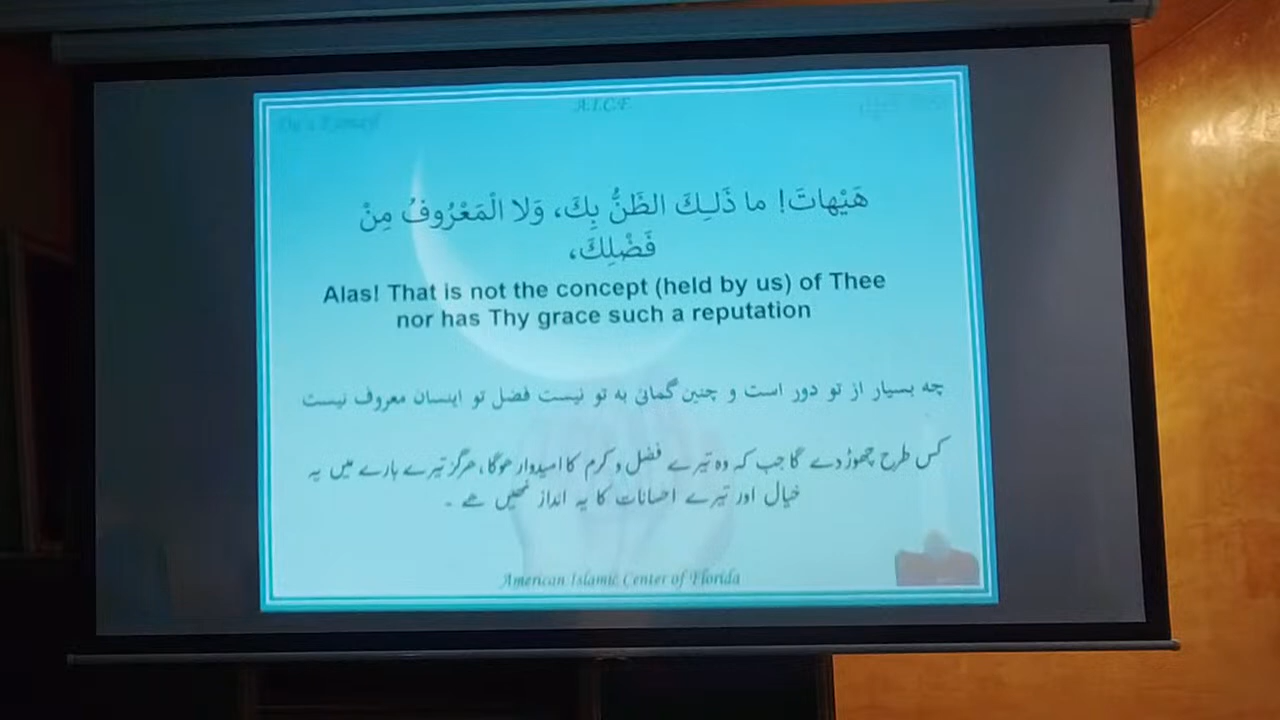 A.I.C.F.
Du'a Kumayl
هَيْهاتَ! ما ذَلِـكَ الظَنُّ بِكَ، وَلا الْمَعْرُوفُ مِنْ
فَضْلِكَ،
Alas! That is not the concept (held by us) of Thee
nor has Thy grace such a reputation
چه بسیار از تو دور است و چنین گمانی به تو نیست فضل تو اینسان معروف نیست
کس طرح چھوڑ دے گا جب کہ وہ تیرے فضل و کرم کا امیدوار ہوگا، ہرگز تیرے بارے میں یہ
خیال اور تیرے احسانات کا یہ انداز نہیں ہے ۔
American Islamic Center of Florida